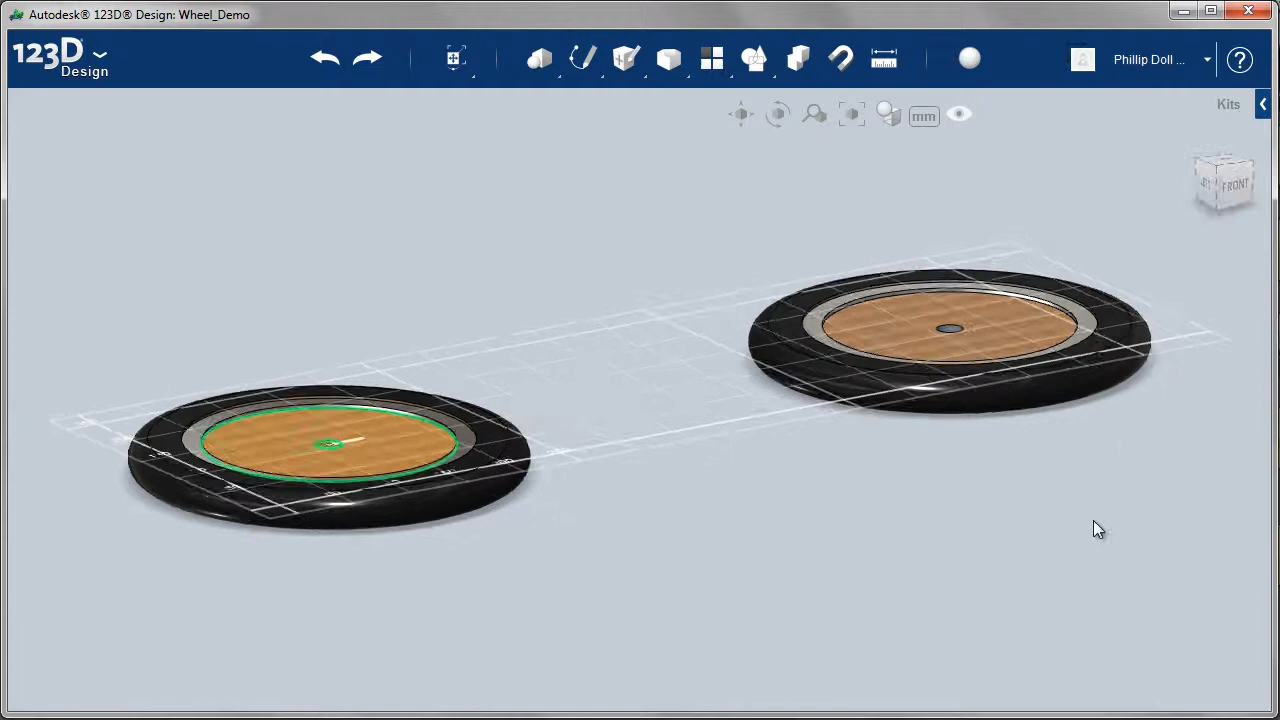 Autodesk® 123D® Design: Wheel_Demo
123D
Design
Phillip Doll ...
?
mm
Kits
FRONT